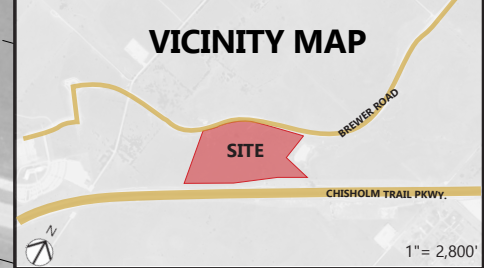 VICINITY MAP
BREWER ROAD
SITE
CHISHOLM TRAIL PKWY.
N
1"= 2,800'